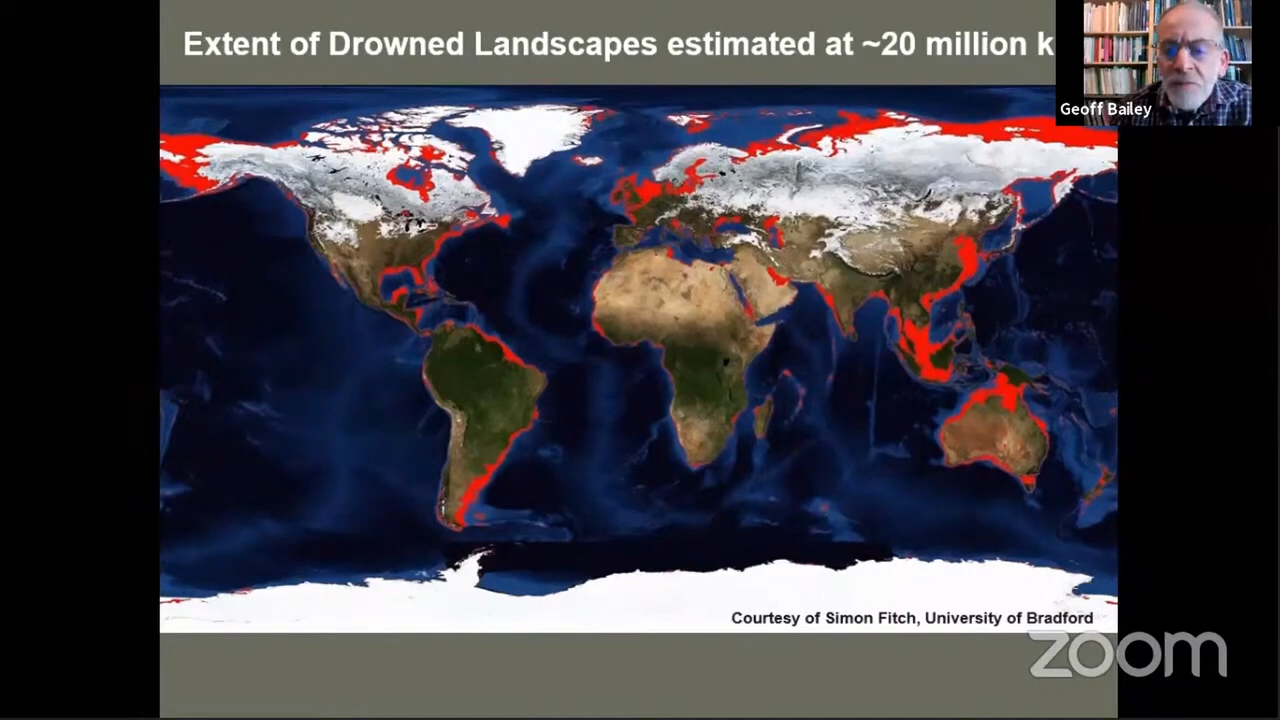 Extent of Drowned Landscapes estimated at ~20 million k
Geoff Bailey
Courtesy of Simon Fitch, University of Bradford
zoom